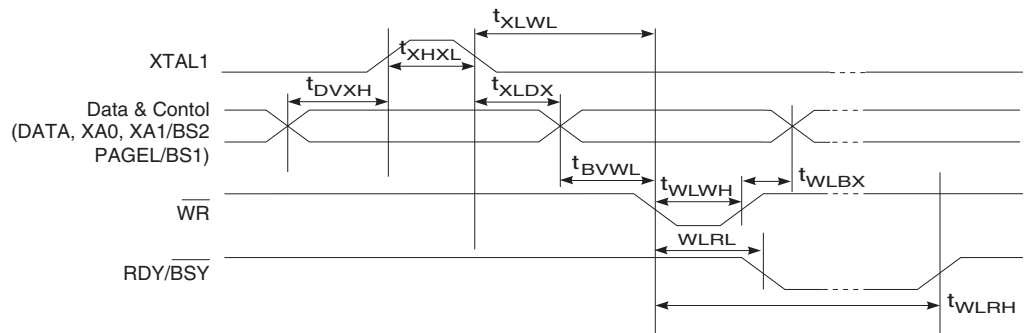 tXLWL
XTAL1
tXHXL
tDVXH
tXLDX
Data & Contol
(DATA, XA0, XA1/BS2
PAGEL/BS1)
tBVWL
tWLWH
tWLBX
WR
WLRL
RDY/BSY
tWLRH